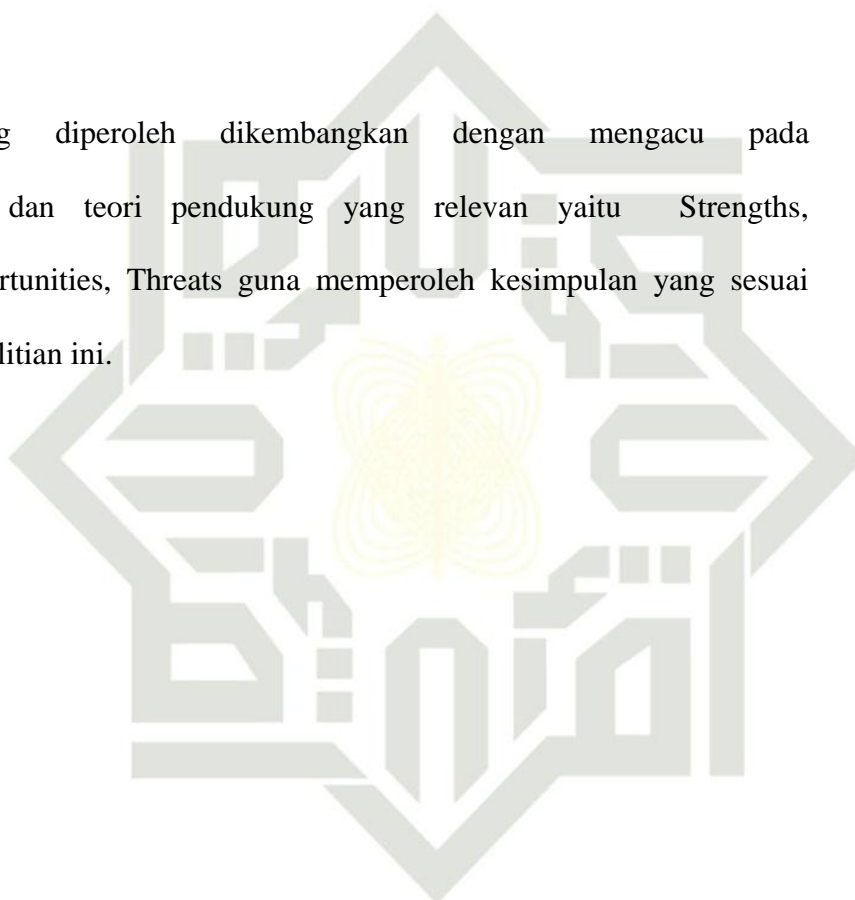 g diperoleh dikembangkan dengan mengacu pada
dan teori pendukung yang relevan yaitu Strengths,
rtunities, Threats guna memperoleh kesimpulan yang sesuai
litian ini.